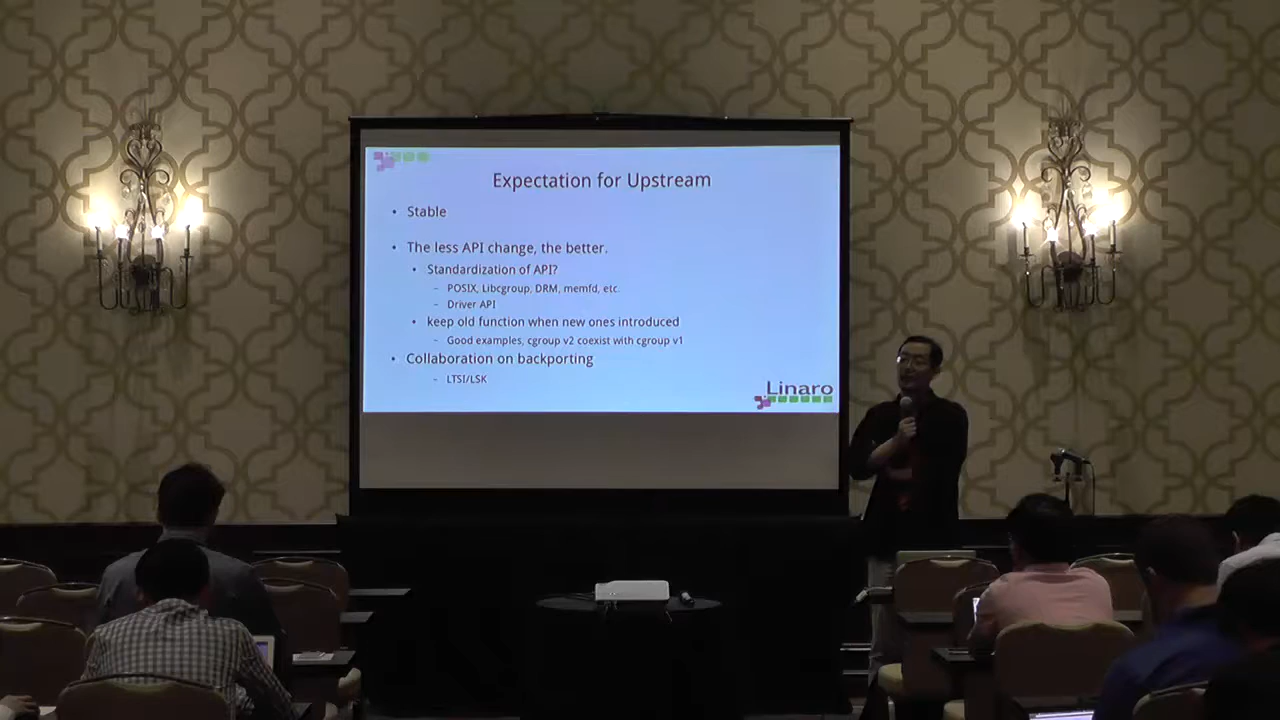 Expectation for Upstream
• Stable
• The less API change, the better.
• Standardization of API?
– POSIX, Libcgroup, DRM, memfd, etc.
– Driver API
• keep old function when new ones introduced
– Good examples, cgroup v2 coexist with cgroup v1
• Collaboration on backporting
– LTSI/LSK
Linaro